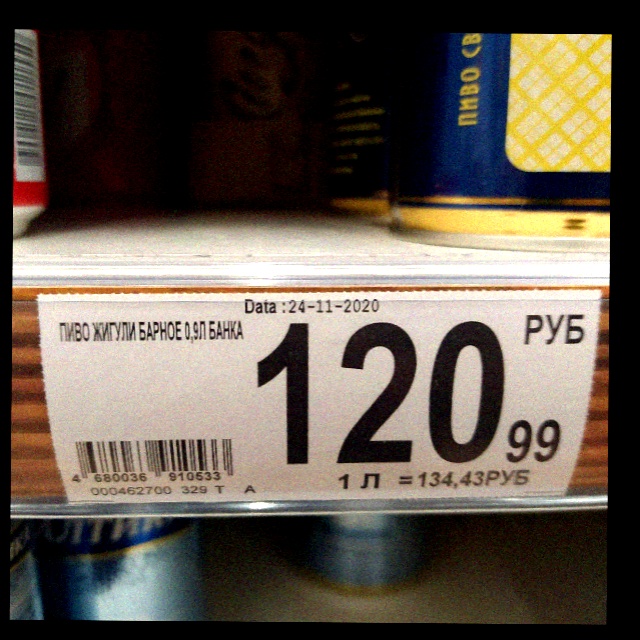 ПИВО СВ
Data :24-11-2020
ПИВО ЖИГУЛИ БАРНОЕ 0,9Л БАНКА
120
99
РУБ
4 680036 910533
1 Л =134,43РУБ
000462700 329 Т А